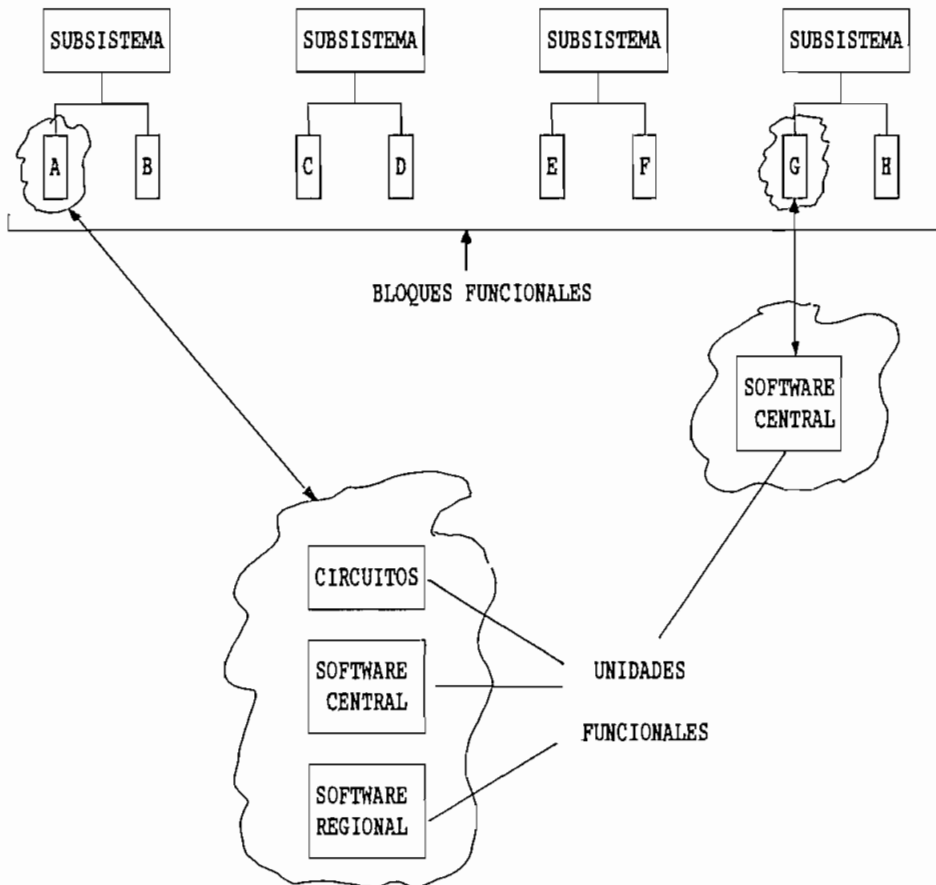 SUBSISTEMA SUBSISTEMA SUBSISTEMA SUBSISTEMA
A B C D E F G H
BLOQUES FUNCIONALES
SOFTWARE
CENTRAL
CIRCUITOS
SOFTWARE
CENTRAL
UNIDADES
FUNCIONALES
SOFTWARE
REGIONAL